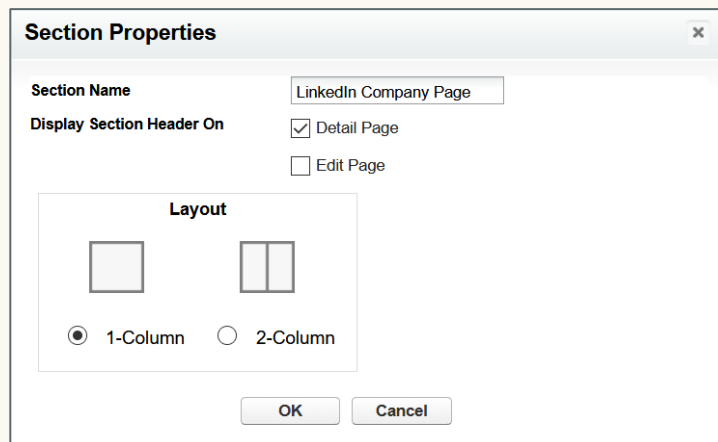 Section Properties
Section Name
LinkedIn Company Page
Display Section Header On
Detail Page
Edit Page
Layout
1-Column 2-Column
OK Cancel